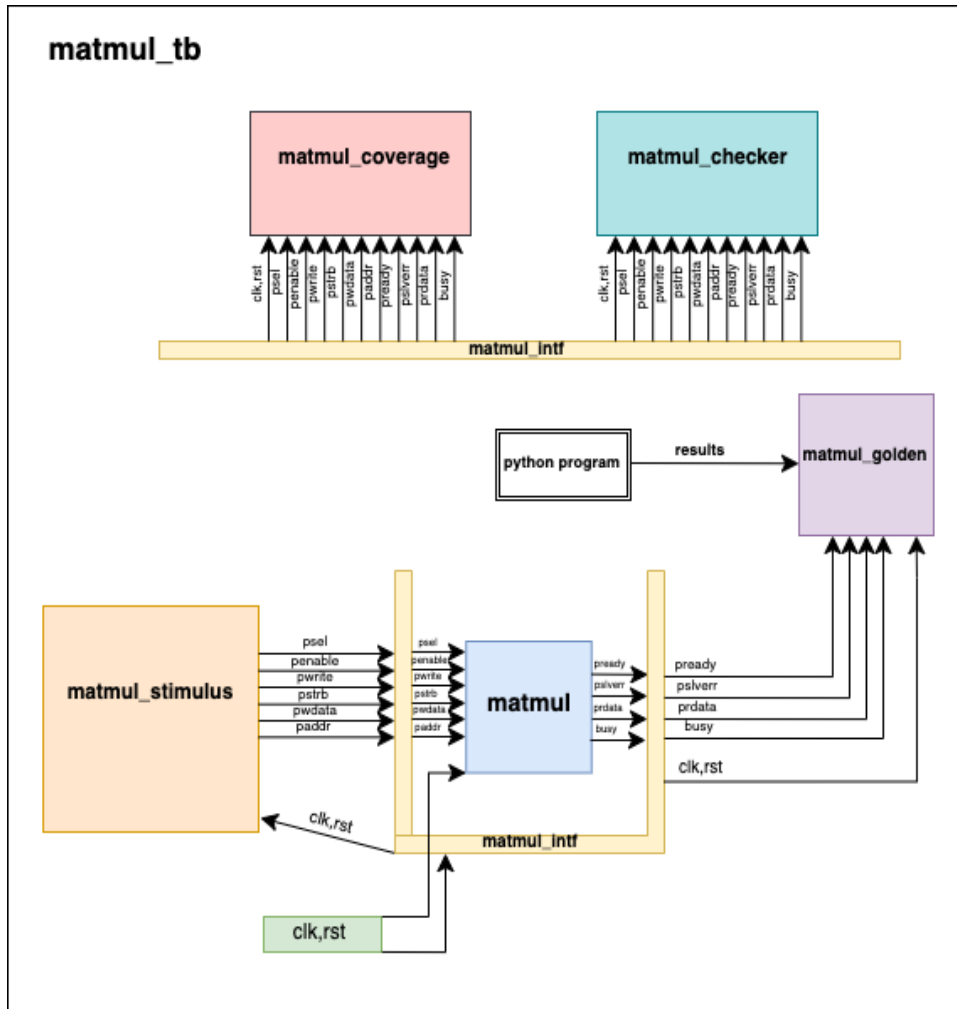 matmul_tb
matmul_coverage
matmul_checker
clk,rst
psel
penable
pwrite
pstrb
pwdata
paddr
pready
pslverr
prdata
busy
clk,rst
psel
penable
pwrite
pstrb
pwdata
paddr
pready
pslverr
prdata
busy
matmul_intf
python program
results
matmul_golden
matmul_stimulus
psel
penable
pwrite
pstrb
pwdata
paddr
psel
penable
pwrite
pstrb
pwdata
paddr
matmul
pready
pslverr
prdata
busy
pready
pslverr
prdata
busy
clk,rst
clk,rst
matmul_intf
clk,rst